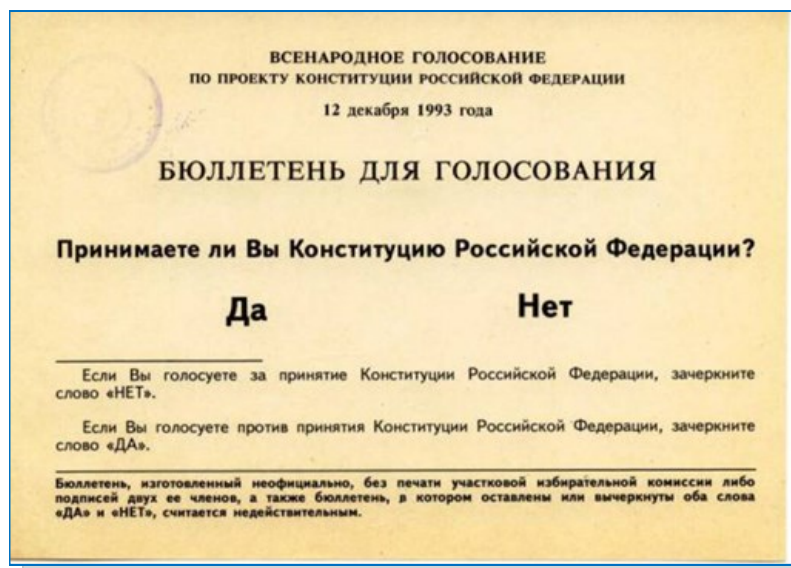 ВСЕНАРОДНОЕ ГОЛОСОВАНИЕ
ПО ПРОЕКТУ КОНСТИТУЦИИ РОССИЙСКОЙ ФЕДЕРАЦИИ
12 декабря 1993 года
БЮЛЛЕТЕНЬ ДЛЯ ГОЛОСОВАНИЯ
Принимаете ли Вы Конституцию Российской Федерации?
Да Нет
Если Вы голосуете за принятие Конституции Российской Федерации, зачеркните
слово «НЕТ».
Если Вы голосуете против принятия Конституции Российской Федерации, зачеркните
слово «ДА».
Бюллетень, изготовленный неофициально, без печати участковой избирательной комиссии либо
подписей двух ее членов, а также бюллетень, в котором оставлены или вычеркнуты оба слова
«ДА» и «НЕТ», считается недействительным.